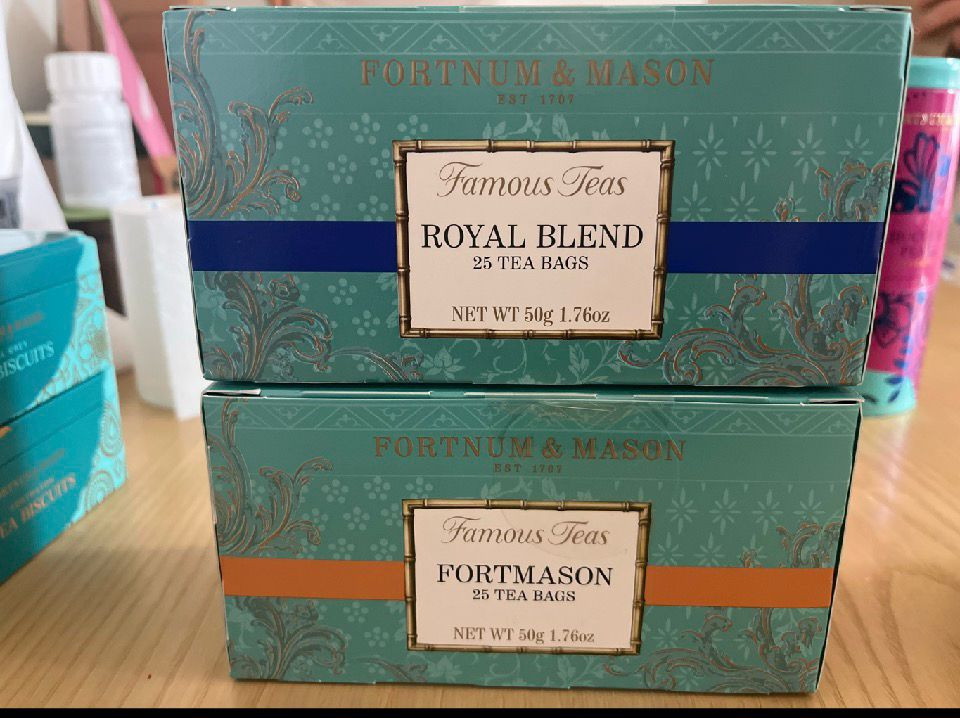 FORTNUM & MASON
EST 1707
Famous Teas
ROYAL BLEND
25 TEA BAGS
NET WT 50g 1.76oz
FORTNUM & MASON
EST 1707
Famous Teas
FORTMASON
25 TEA BAGS
NET WT 50g 1.76oz
BISCUITS
TEA BISCUITS